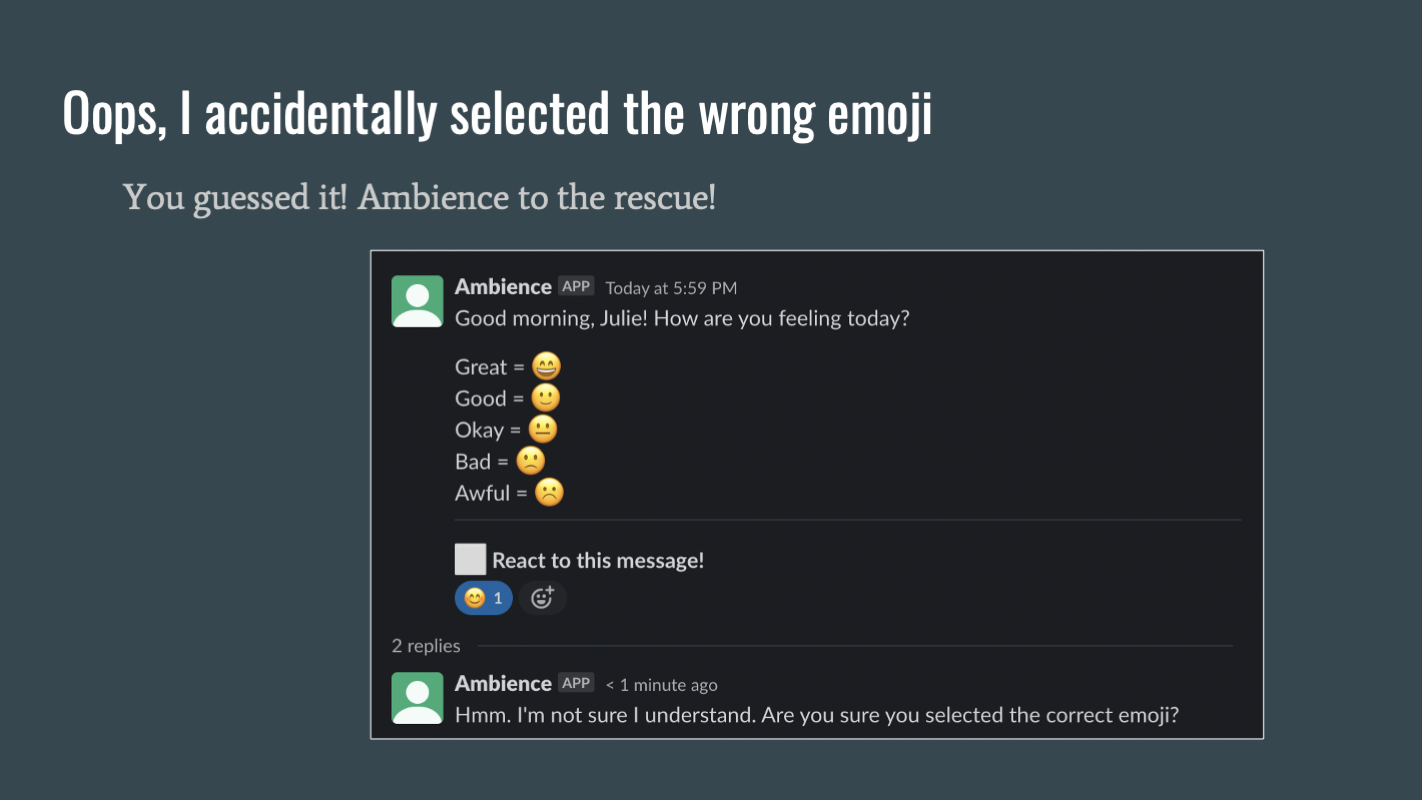 Oops, I accidentally selected the wrong emoji
You guessed it! Ambience to the rescue!
Ambience APP Today at 5:59 PM
Good morning, Julie! How are you feeling today?
Great = 😄
Good = 🙂
Okay = 😐
Bad = 🙁
Awful = ☹️
React to this message!
😊 1
2 replies
Ambience APP < 1 minute ago
Hmm. I'm not sure I understand. Are you sure you selected the correct emoji?